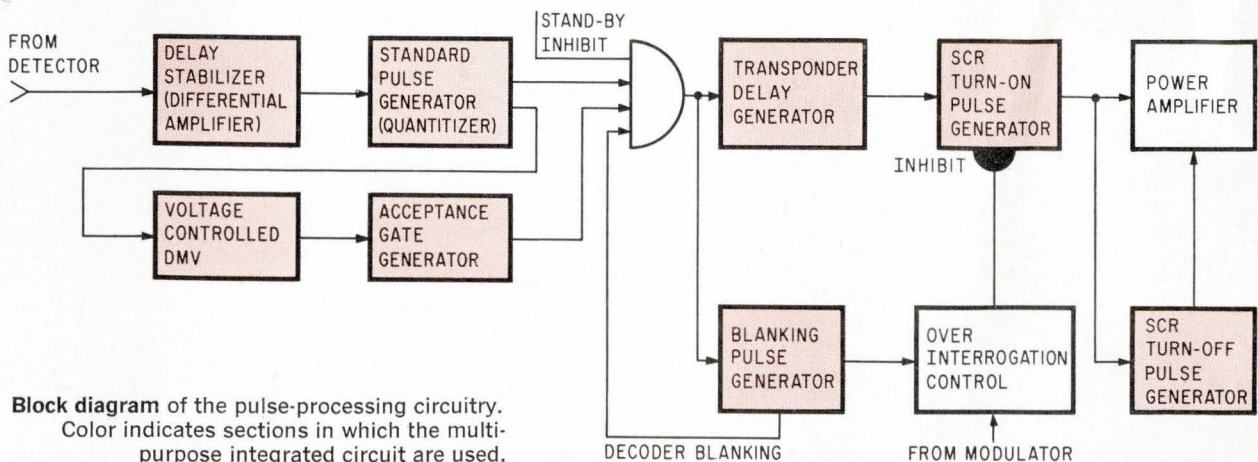 FROM
DETECTOR
DELAY
STABILIZER
(DIFFERENTIAL
AMPLIFIER)
STANDARD
PULSE
GENERATOR
(QUANTITIZER)
STAND-BY
INHIBIT
TRANSPONDER
DELAY
GENERATOR
SCR
TURN-ON
PULSE
GENERATOR
POWER
AMPLIFIER
INHIBIT
VOLTAGE
CONTROLLED
DMV
ACCEPTANCE
GATE
GENERATOR
BLANKING
PULSE
GENERATOR
OVER
INTERROGATION
CONTROL
SCR
TURN-OFF
PULSE
GENERATOR
DECODER BLANKING
FROM MODULATOR
Block diagram of the pulse-processing circuitry.
Color indicates sections in which the multi-
purpose integrated circuit are used.